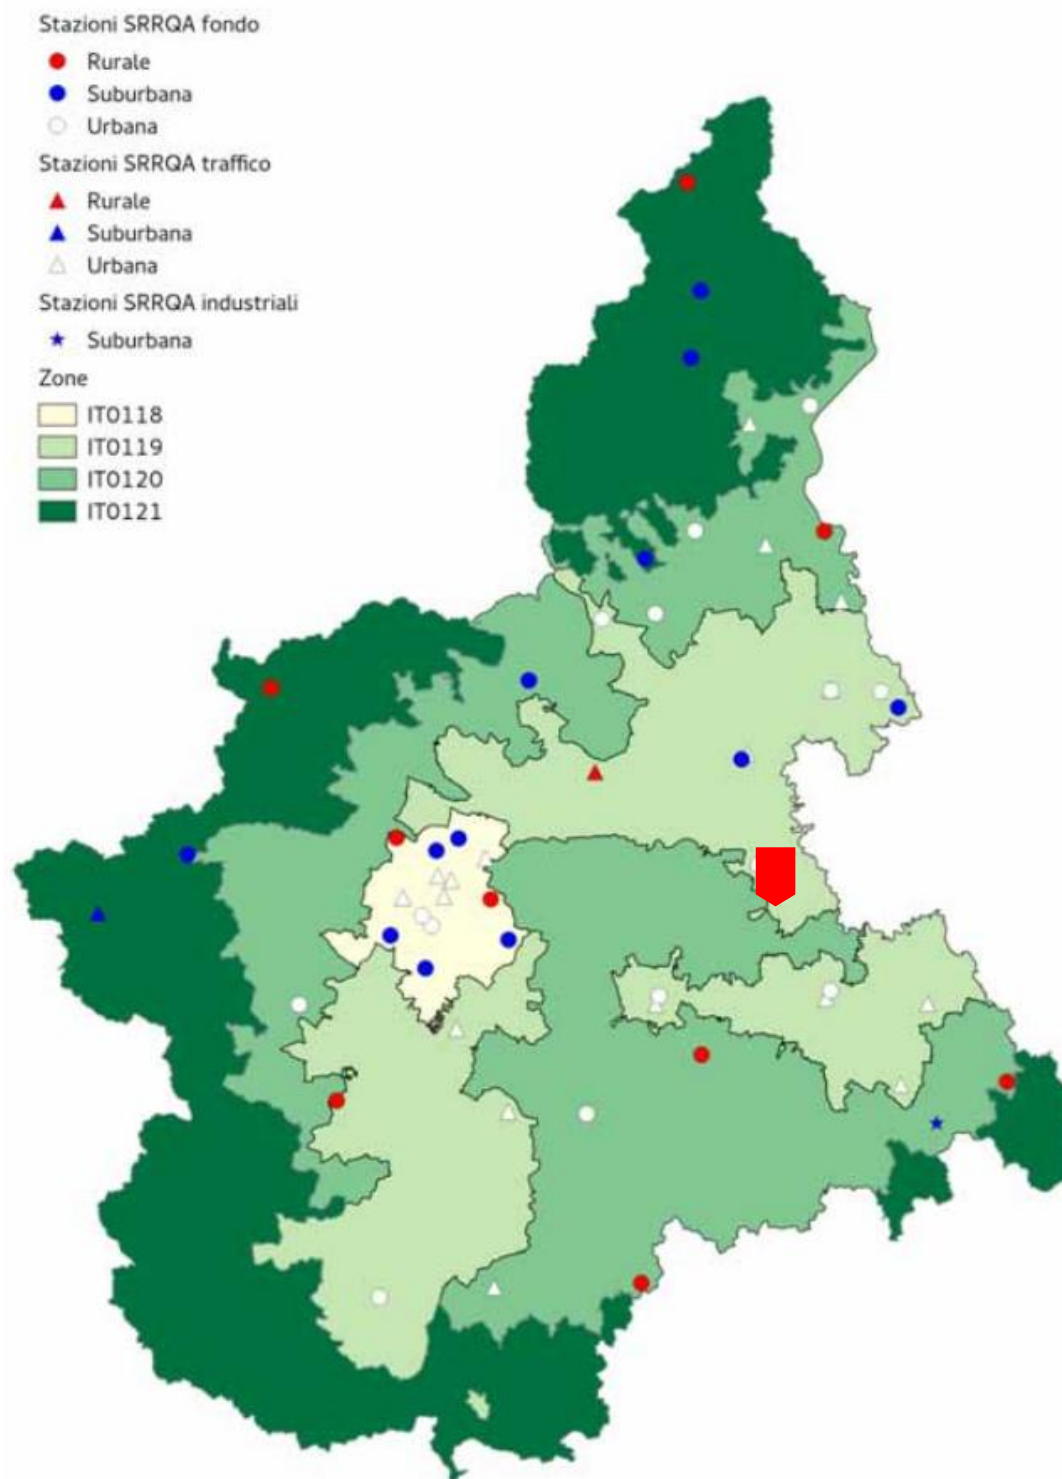 Stazioni SRRQA fondo
Rurale
Suburbana
Urbana
Stazioni SRRQA traffico
Rurale
Suburbana
Urbana
Stazioni SRRQA industriali
Suburbana
Zone
IT0118
IT0119
IT0120
IT0121